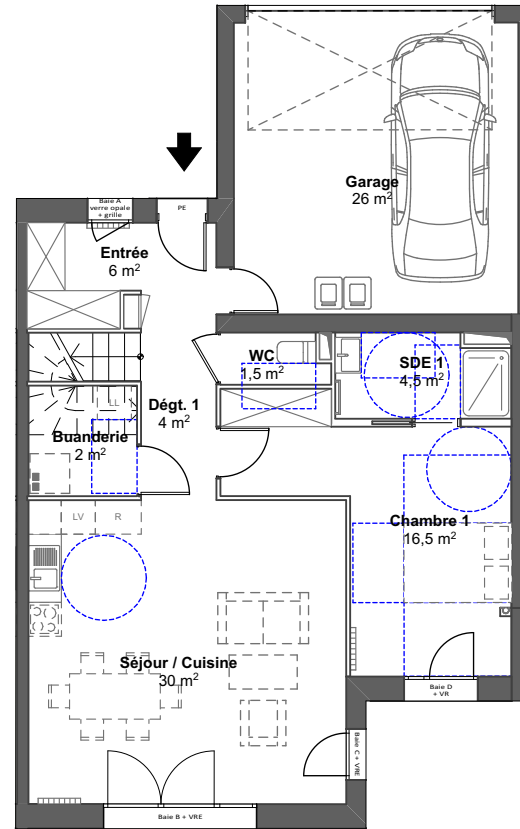 Baie A
verre opale
+ grille
PE
Garage
26 m²
Entrée
6 m²
WC
1,5 m²
SDE 1
4,5 m²
LL
Dégt. 1
4 m²
Buanderie
2 m²
LV
R
Chambre 1
16,5 m²
Séjour / Cuisine
30 m²
Baie D
+ VR
Baie C + VRE
Baie B + VRE